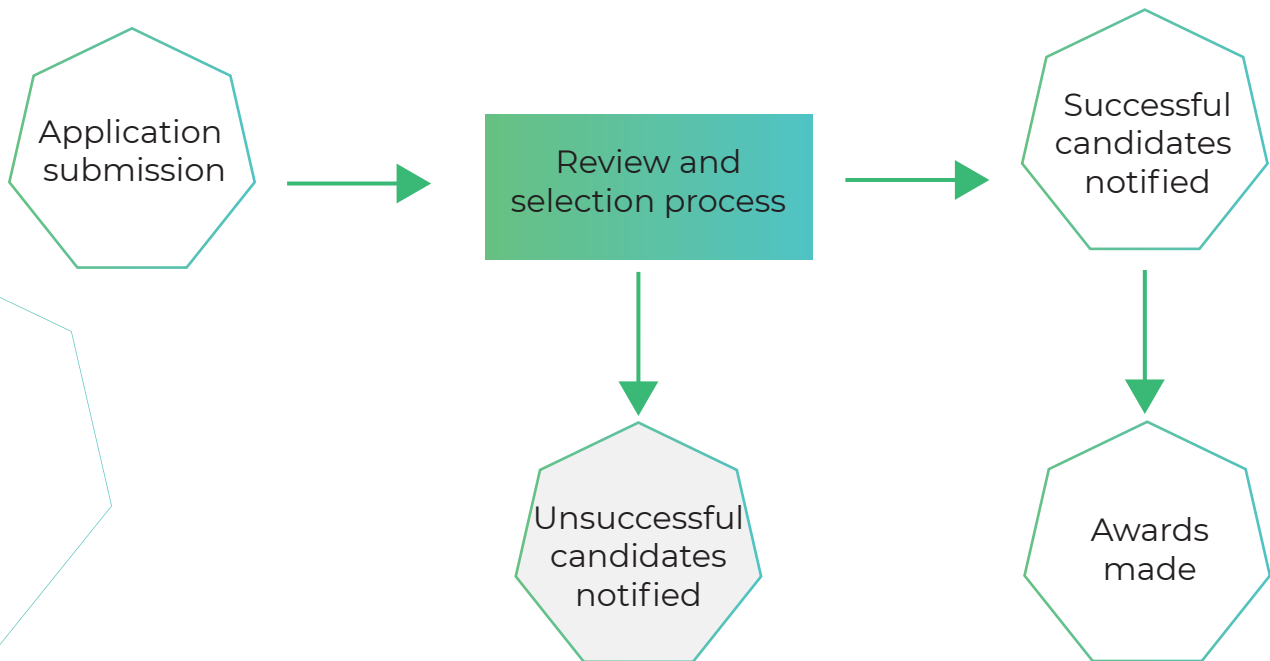 Application
submission
Review and
selection process
Successful
candidates
notified
Unsuccessful
candidates
notified
Awards
made